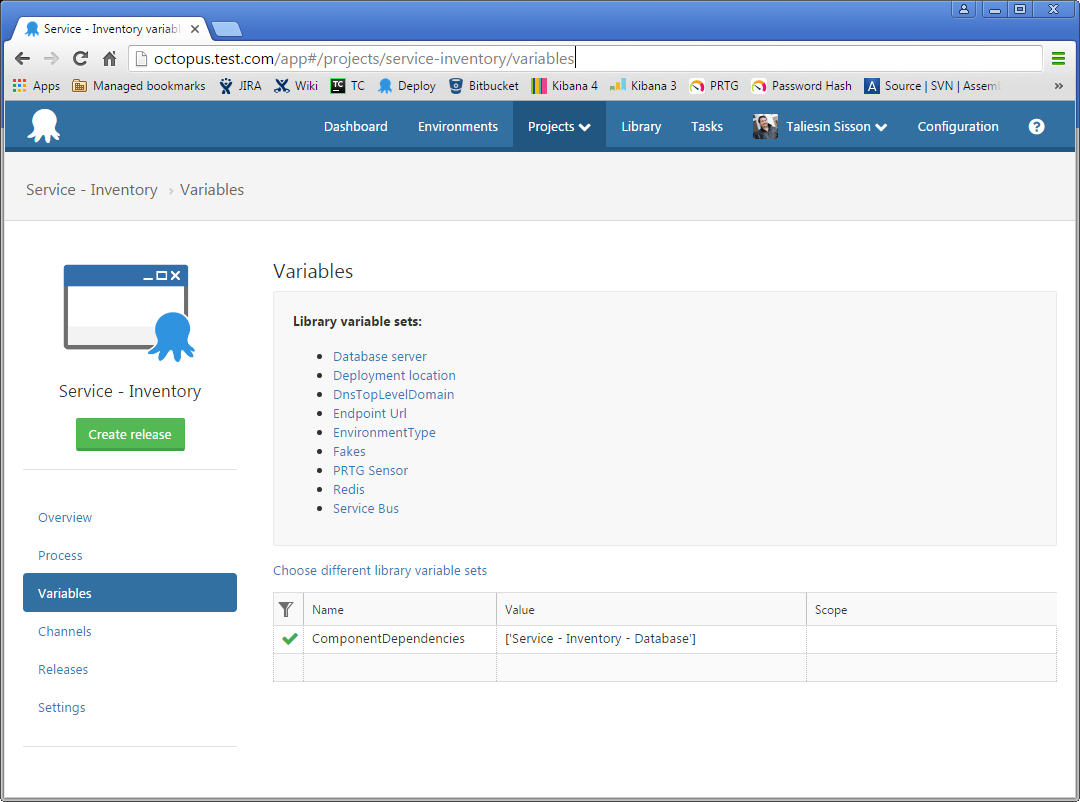 Service - Inventory variabl
octopus.test.com/app#/projects/service-inventory/variables
Apps Managed bookmarks JIRA Wiki TC TC Deploy Bitbucket Kibana 4 Kibana 3 PRTG Password Hash A Source | SVN | Assem »
Dashboard Environments Projects Library Tasks Taliesin Sisson Configuration ?
Service - Inventory › Variables
Variables
Library variable sets:
Database server
Deployment location
DnsTopLevelDomain
Endpoint Url
EnvironmentType
Fakes
PRTG Sensor
Redis
Service Bus
Service - Inventory
Create release
Overview
Process
Variables
Channels
Releases
Settings
Choose different library variable sets
Name Value Scope
ComponentDependencies ['Service - Inventory - Database']